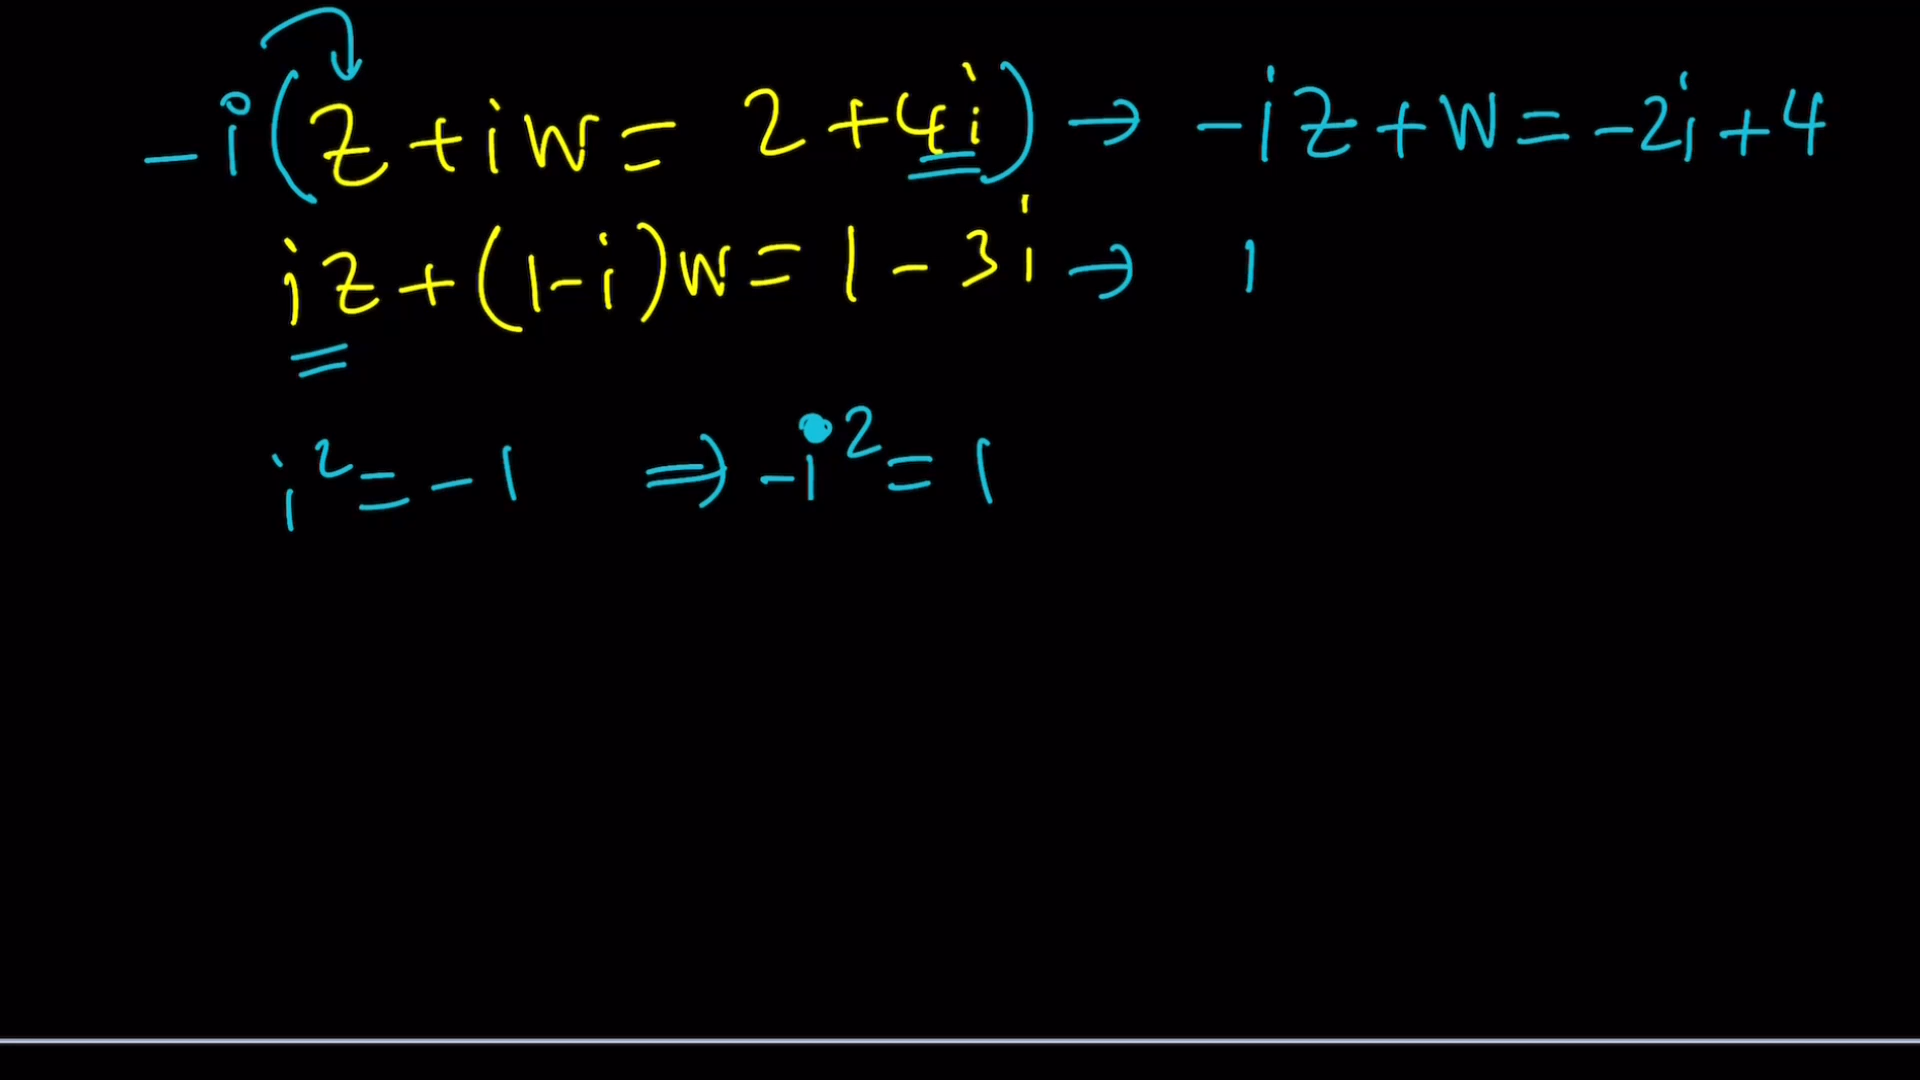 -i(z+iw=2+4i) → -iz+w=-2i+4
iz+(1-i)w=1-3i → 1
i²=-1 ⇒ -i²=1